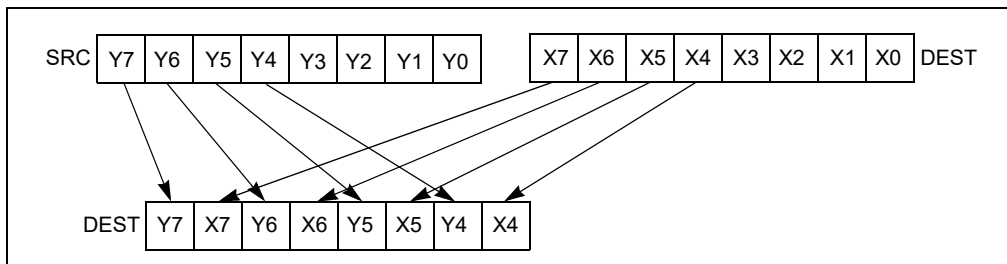 SRC Y7 Y6 Y5 Y4 Y3 Y2 Y1 Y0 X7 X6 X5 X4 X3 X2 X1 X0 DEST
DEST Y7 X7 Y6 X6 Y5 X5 Y4 X4